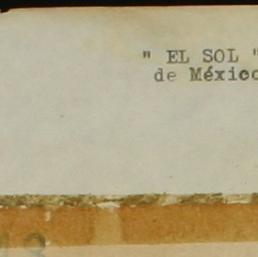 " EL SOL "
de México